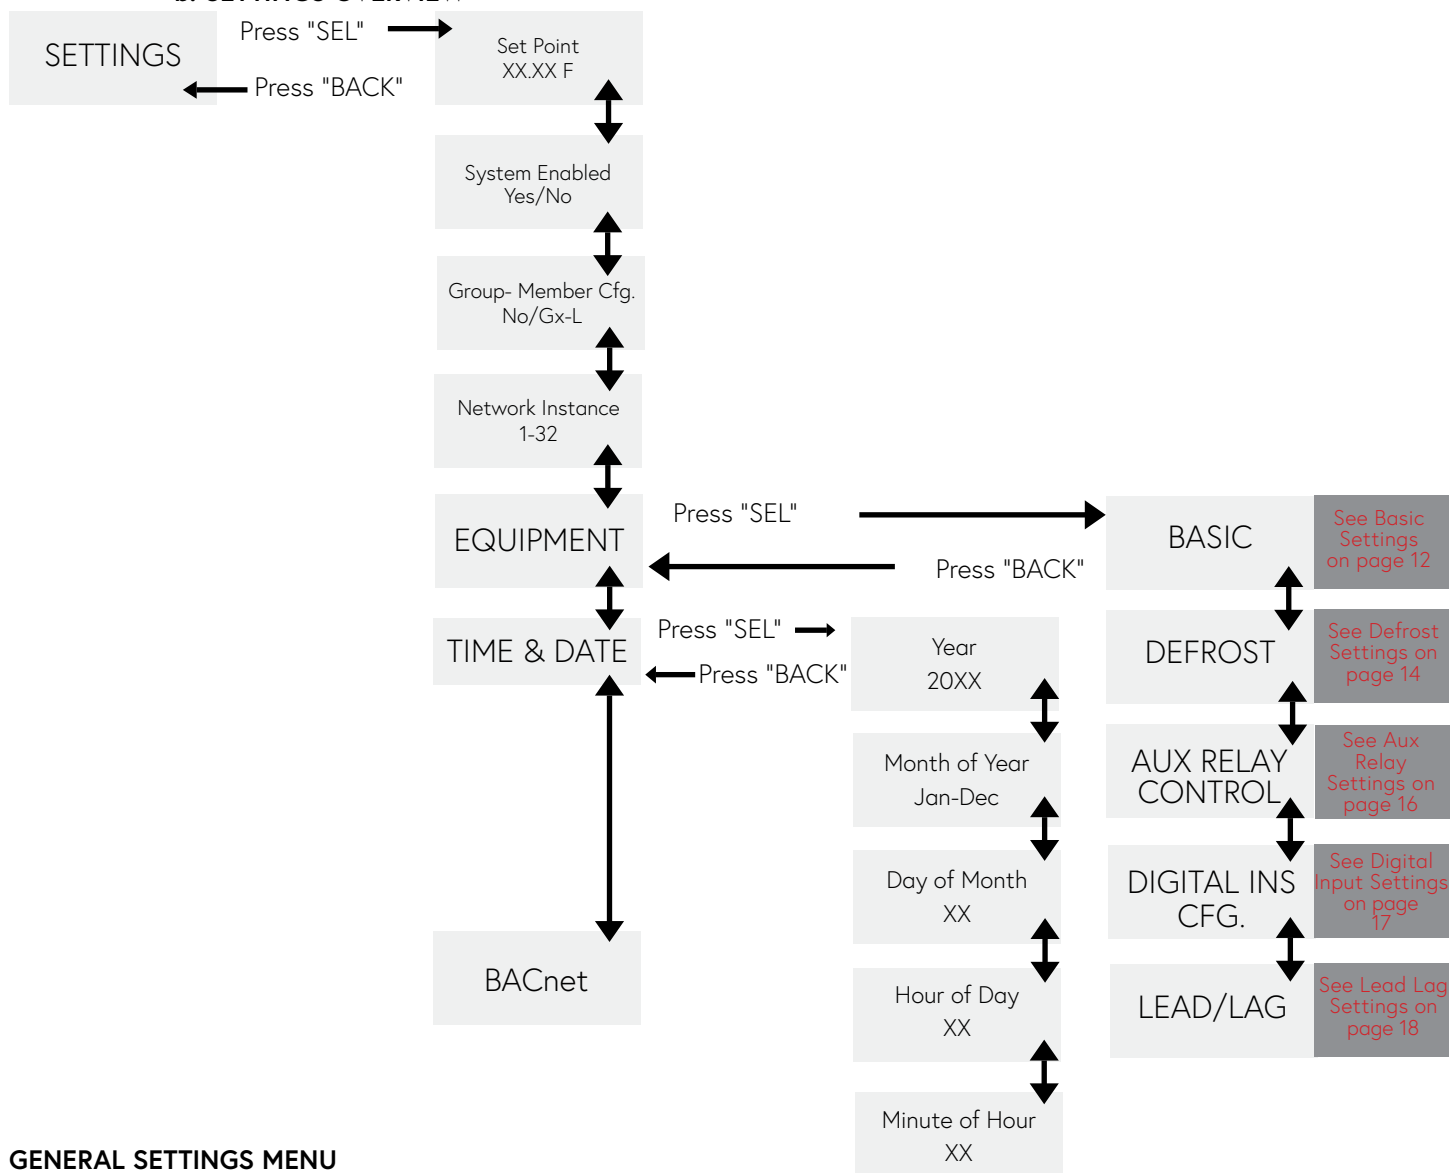 b. SETTINGS OVERVIEW
SETTINGS
Press "SEL"
Press "BACK"
Set Point
XX.XX F
System Enabled
Yes/No
Group- Member Cfg.
No/Gx-L
Network Instance
1-32
EQUIPMENT
Press "SEL"
Press "BACK"
BASIC
See Basic
Settings
on page 12
DEFROST
See Defrost
Settings on
page 14
AUX RELAY
CONTROL
See Aux
Relay
Settings on
page 16
DIGITAL INS
CFG.
See Digital
Input Settings
on page
17
LEAD/LAG
See Lead Lag
Settings on
page 18
TIME & DATE
Press "SEL"
Press "BACK"
Year
20XX
Month of Year
Jan-Dec
Day of Month
XX
Hour of Day
XX
Minute of Hour
XX
BACnet
GENERAL SETTINGS MENU